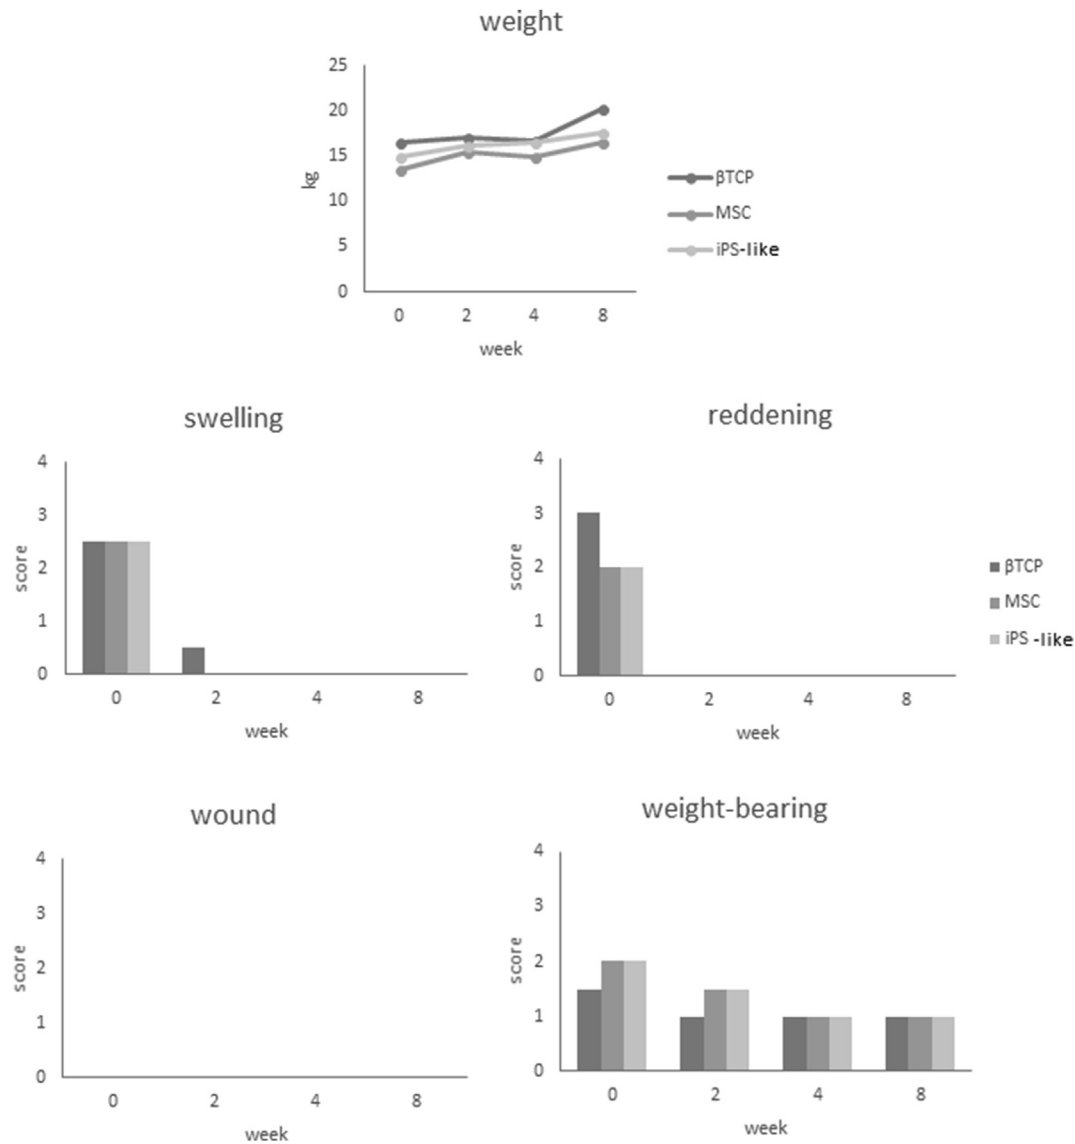 weight
25
20
15
10
5
0
kg
0 2 4 8
week
βTCP
MSC
iPS-like
swelling
4
3
2
1
0
score
0 2 4 8
week
reddening
4
3
2
1
0
score
0 2 4 8
week
βTCP
MSC
iPS -like
wound
4
3
2
1
0
score
0 2 4 8
week
weight-bearing
4
3
2
1
0
score
0 2 4 8
week